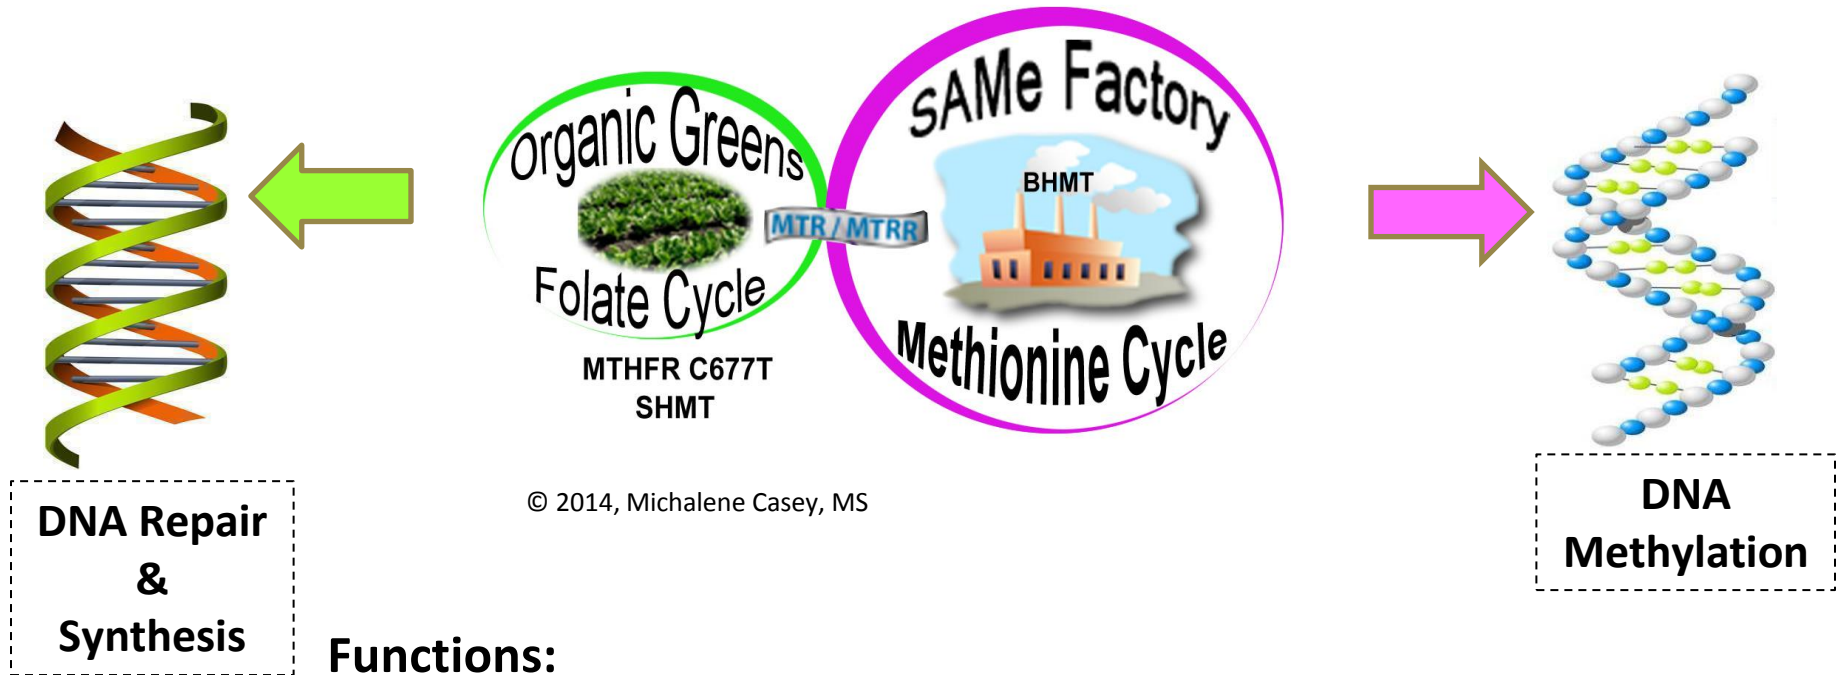 Organic Greens
Folate Cycle
MTHFR C677T
SHMT
MTR / MTRR
SAMe Factory
BHMT
Methionine Cycle
© 2014, Michalene Casey, MS
DNA Repair
&
Synthesis
DNA
Methylation
Functions: